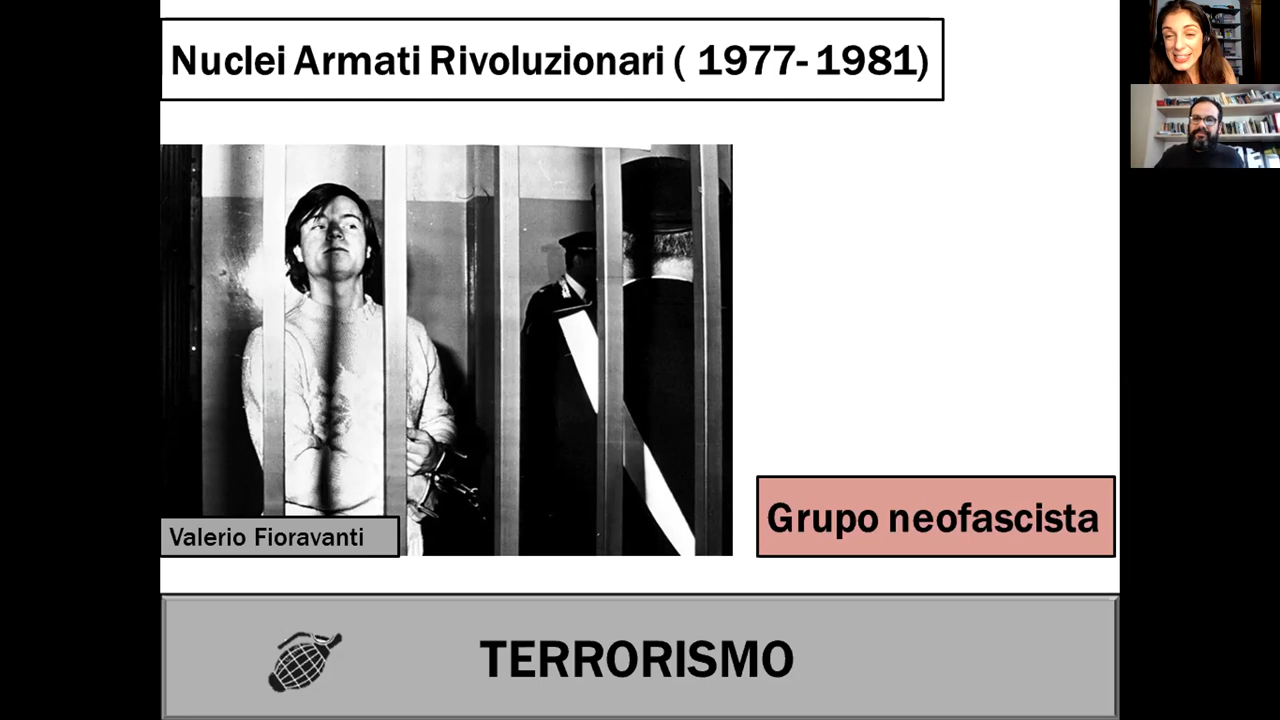 Nuclei Armati Rivoluzionari ( 1977- 1981)
Valerio Fioravanti
Grupo neofascista
TERRORISMO